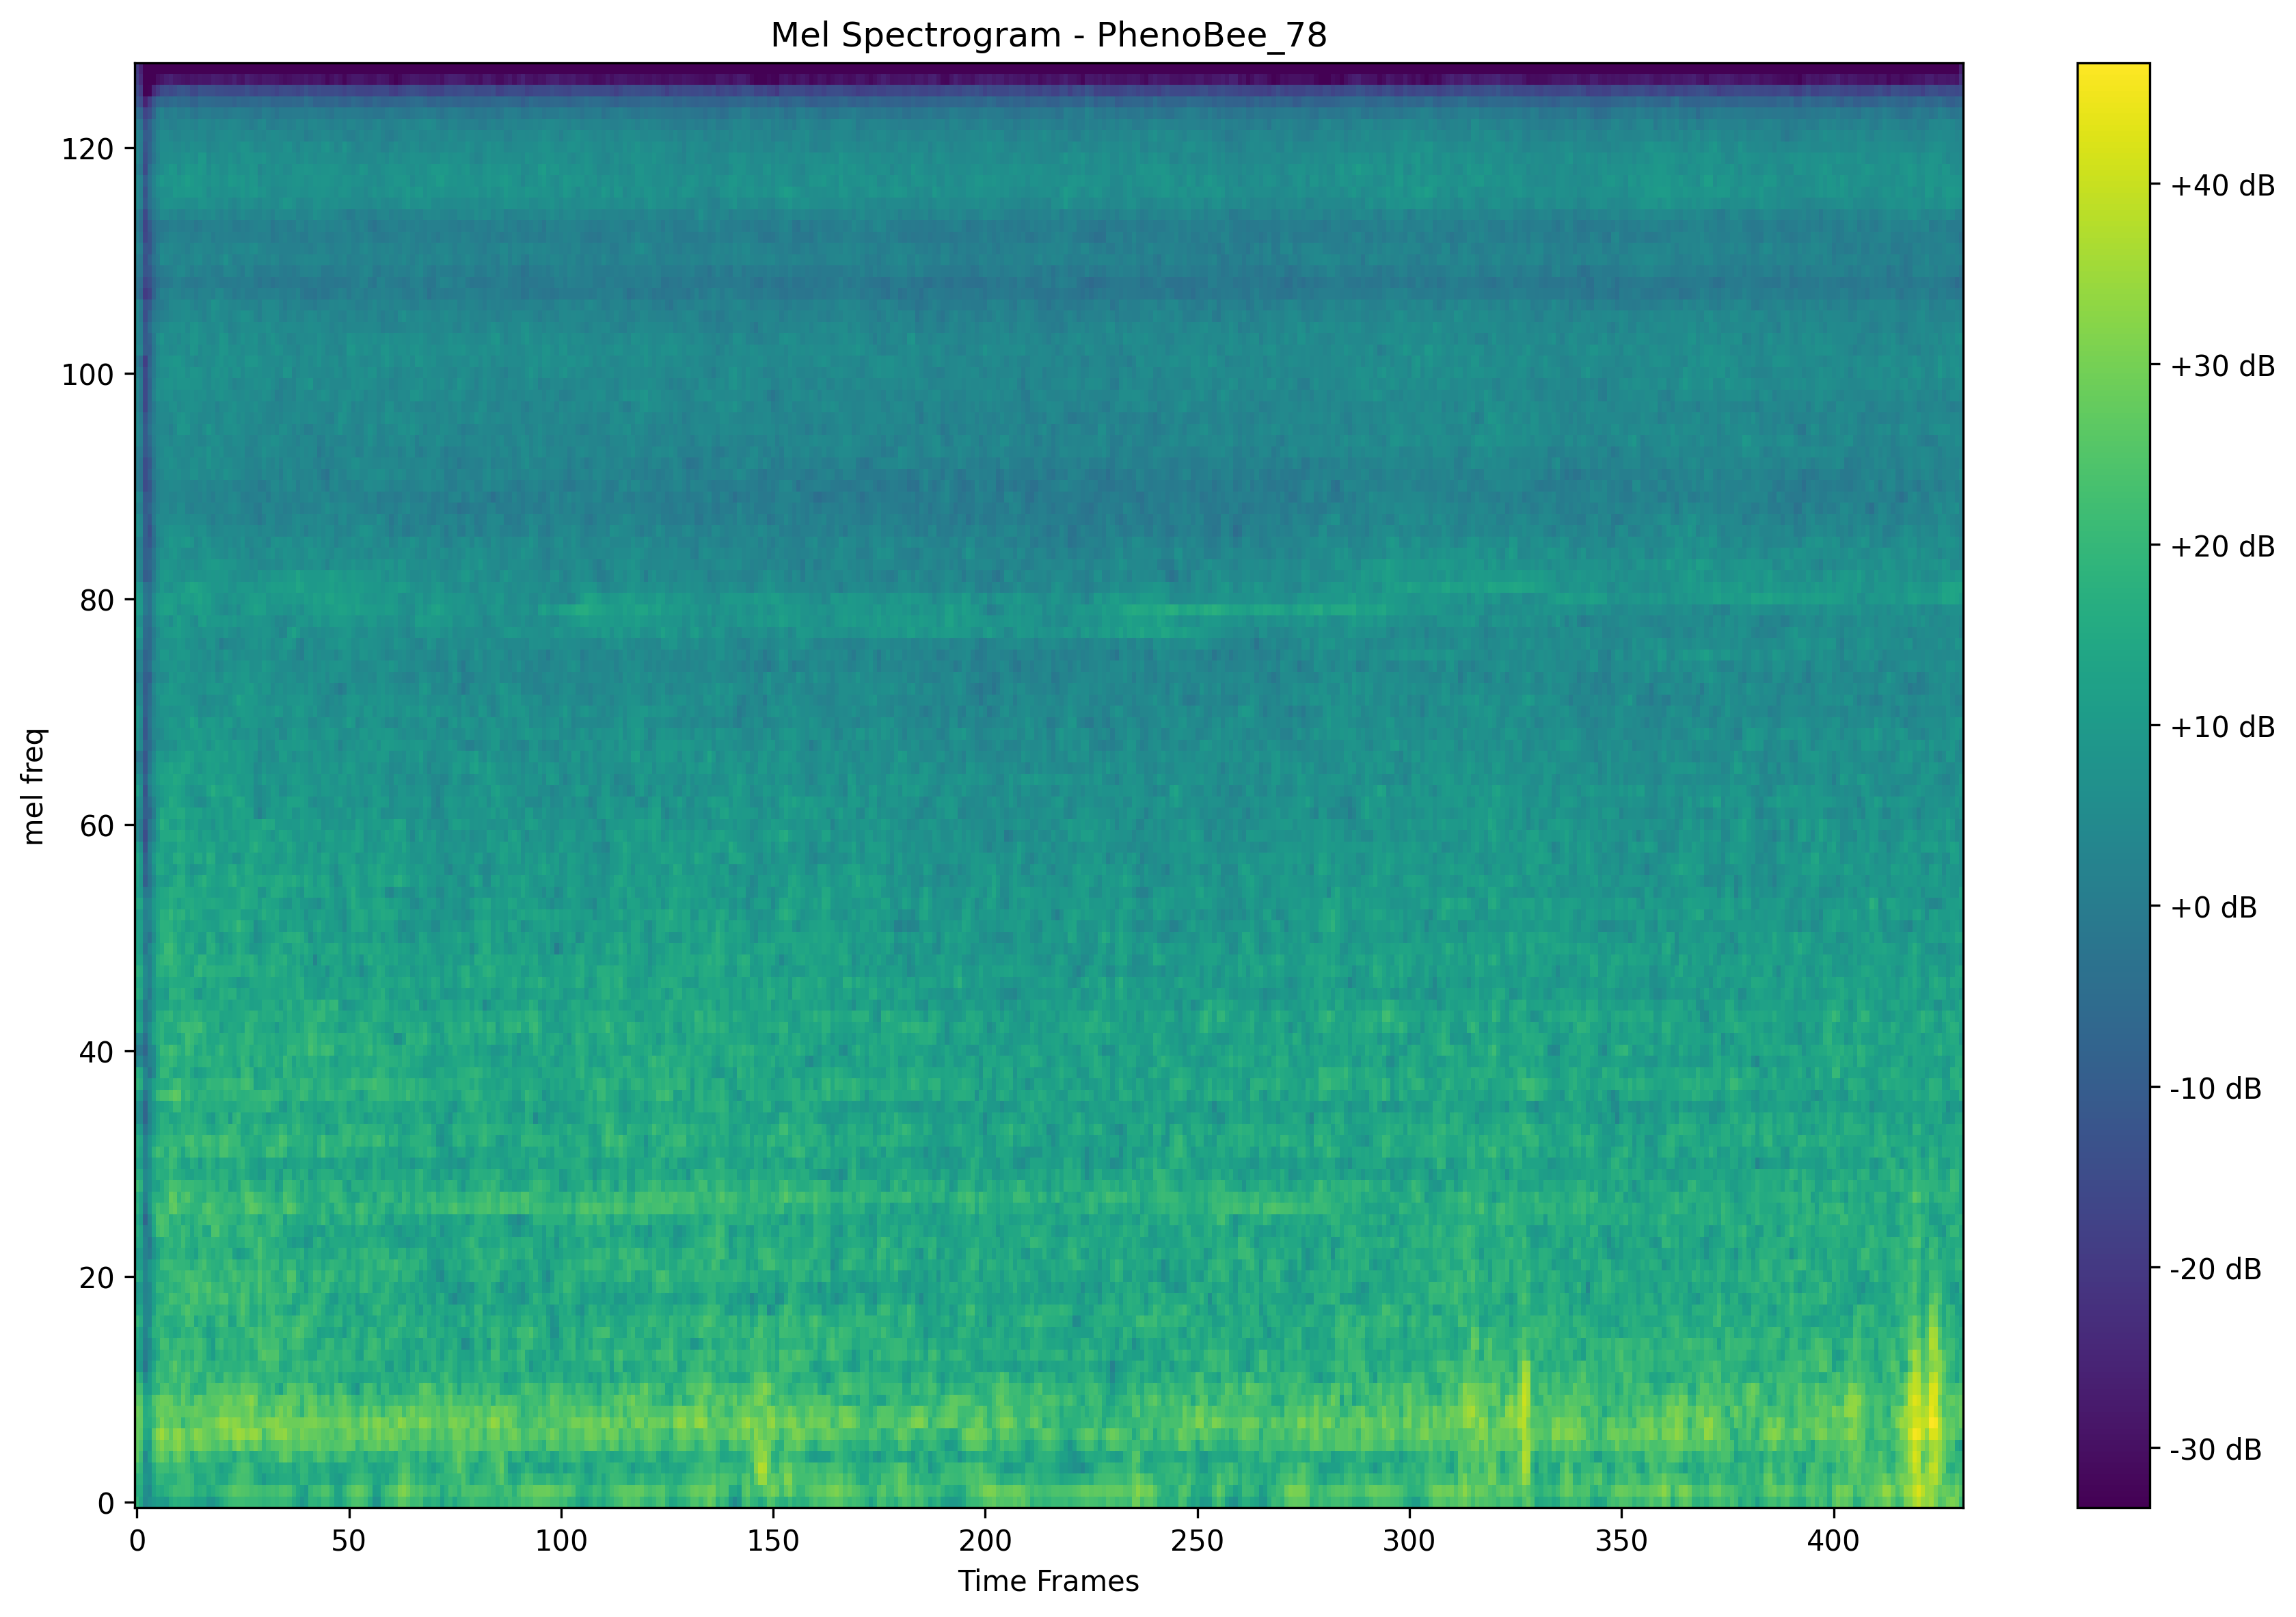 Mel Spectrogram - PhenoBee_78
mel freq
120
100
80
60
40
20
0
0 50 100 150 200 250 300 350 400
Time Frames
+40 dB
+30 dB
+20 dB
+10 dB
+0 dB
-10 dB
-20 dB
-30 dB